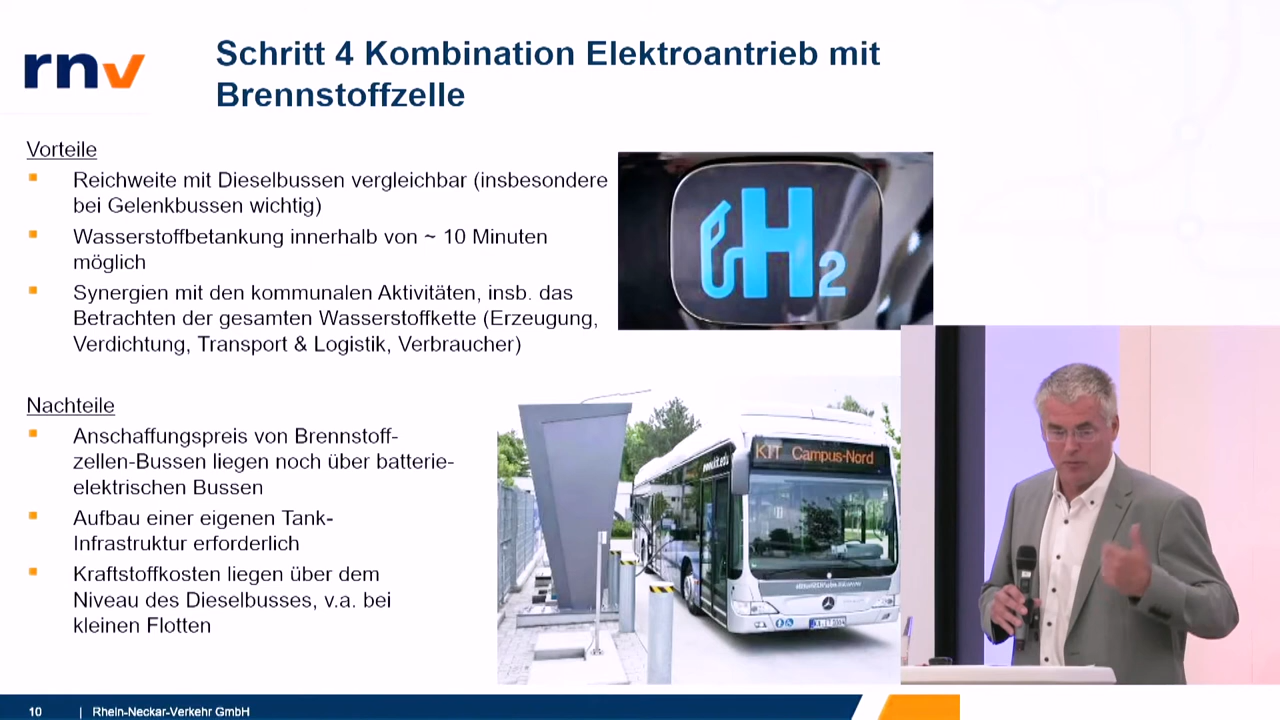 rnv
Schritt 4 Kombination Elektroantrieb mit
Brennstoffzelle
Vorteile
Reichweite mit Dieselbussen vergleichbar (insbesondere
bei Gelenkbussen wichtig)
Wasserstoffbetankung innerhalb von ~ 10 Minuten
möglich
Synergien mit den kommunalen Aktivitäten, insb. das
Betrachten der gesamten Wasserstoffkette (Erzeugung,
Verdichtung, Transport & Logistik, Verbraucher)
H2
Nachteile
Anschaffungspreis von Brennstoff-
zellen-Bussen liegen noch über batterie-
elektrischen Bussen
Aufbau einer eigenen Tank-
Infrastruktur erforderlich
Kraftstoffkosten liegen über dem
Niveau des Dieselbusses, v.a. bei
kleinen Flotten
KIT Campus-Nord
10 | Rhein-Neckar-Verkehr GmbH